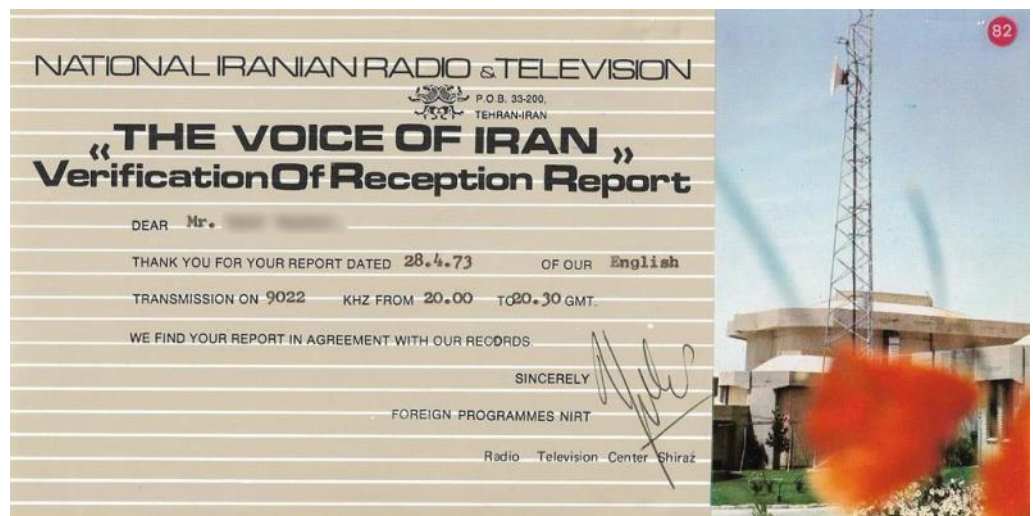 NATIONAL IRANIAN RADIO & TELEVISION
P.O.B. 33-200,
TEHRAN-IRAN
« THE VOICE OF IRAN »
Verification Of Reception Report
DEAR Mr.
THANK YOU FOR YOUR REPORT DATED 28.4.73 OF OUR English
TRANSMISSION ON 9022 KHZ FROM 20.00 TO 20.30 GMT.
WE FIND YOUR REPORT IN AGREEMENT WITH OUR RECORDS.
SINCERELY
FOREIGN PROGRAMMES NIRT
Radio Television Center Shiraz
82